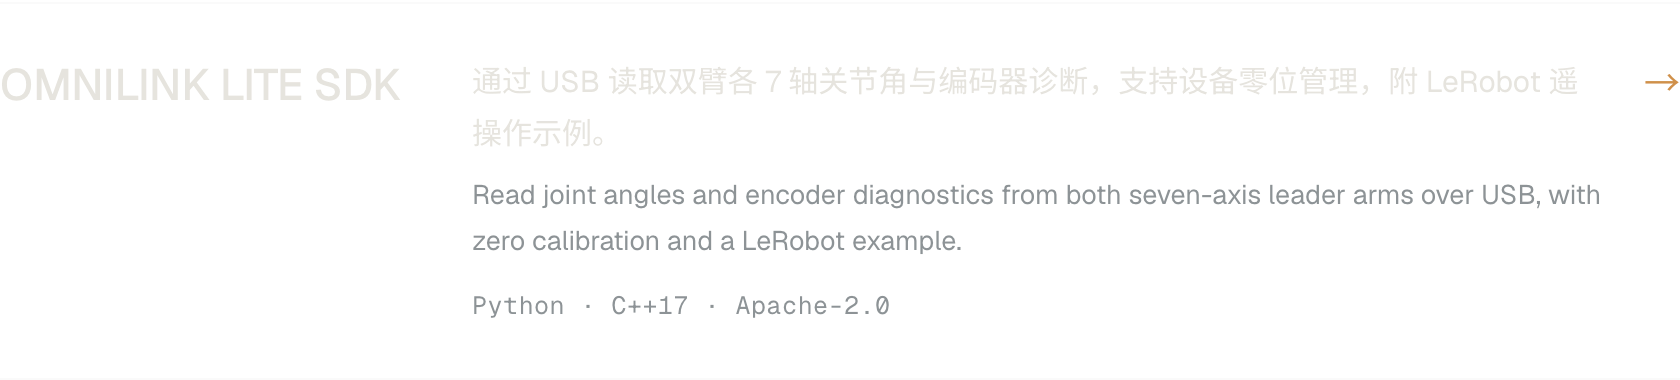 OMNILINK LITE SDK
通过 USB 读取双臂各 7 轴关节角与编码器诊断，支持设备零位管理，附 LeRobot 遥
操作示例。
Read joint angles and encoder diagnostics from both seven-axis leader arms over USB, with
zero calibration and a LeRobot example.
Python · C++17 · Apache-2.0